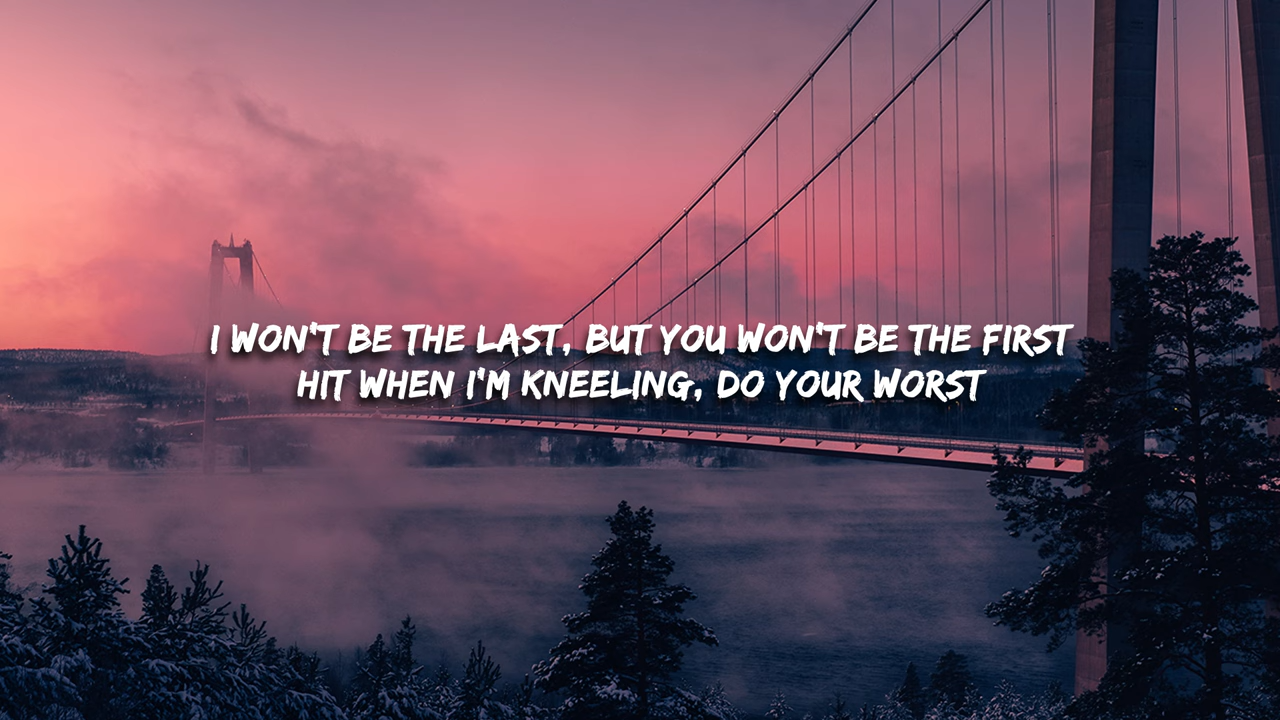 I WON'T BE THE LAST, BUT YOU WON'T BE THE FIRST
HIT WHEN I'M KNEELING, DO YOUR WORST